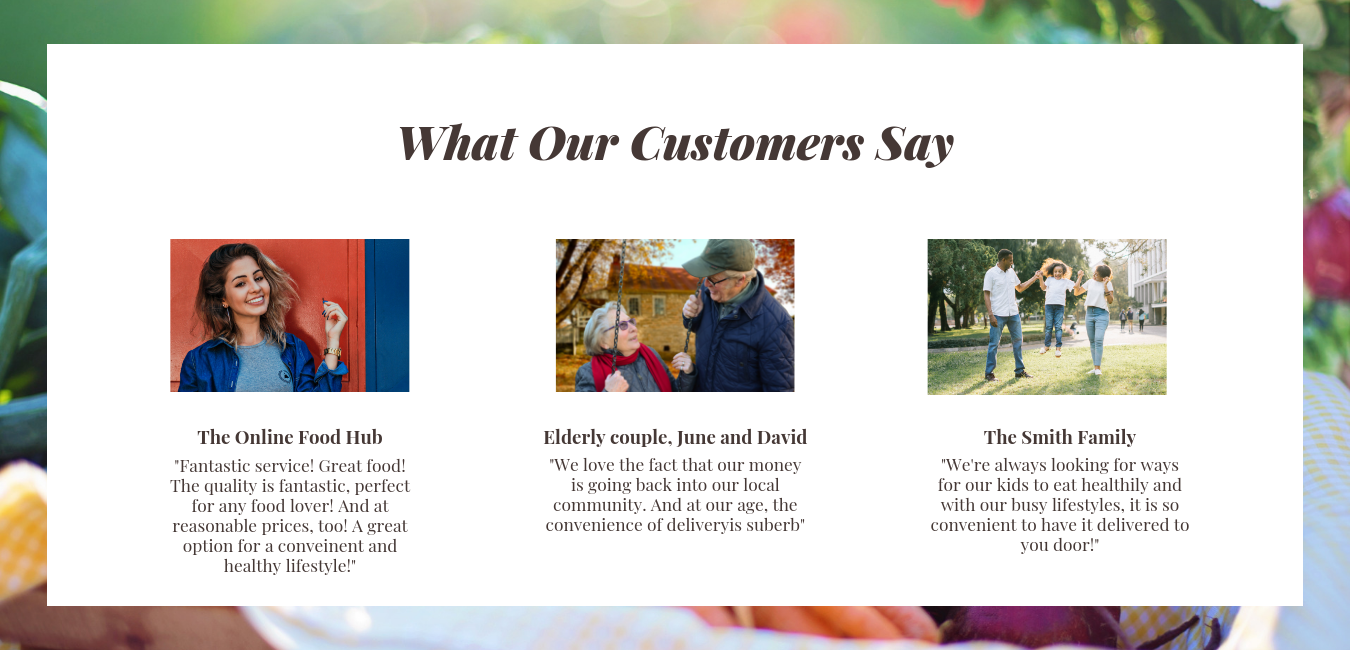 What Our Customers Say
The Online Food Hub
"Fantastic service! Great food!
The quality is fantastic, perfect
for any food lover! And at
reasonable prices, too! A great
option for a conveinent and
healthy lifestyle!"
Elderly couple, June and David
"We love the fact that our money
is going back into our local
community. And at our age, the
convenience of deliveryis suberb"
The Smith Family
"We're always looking for ways
for our kids to eat healthily and
with our busy lifestyles, it is so
convenient to have it delivered to
you door!"